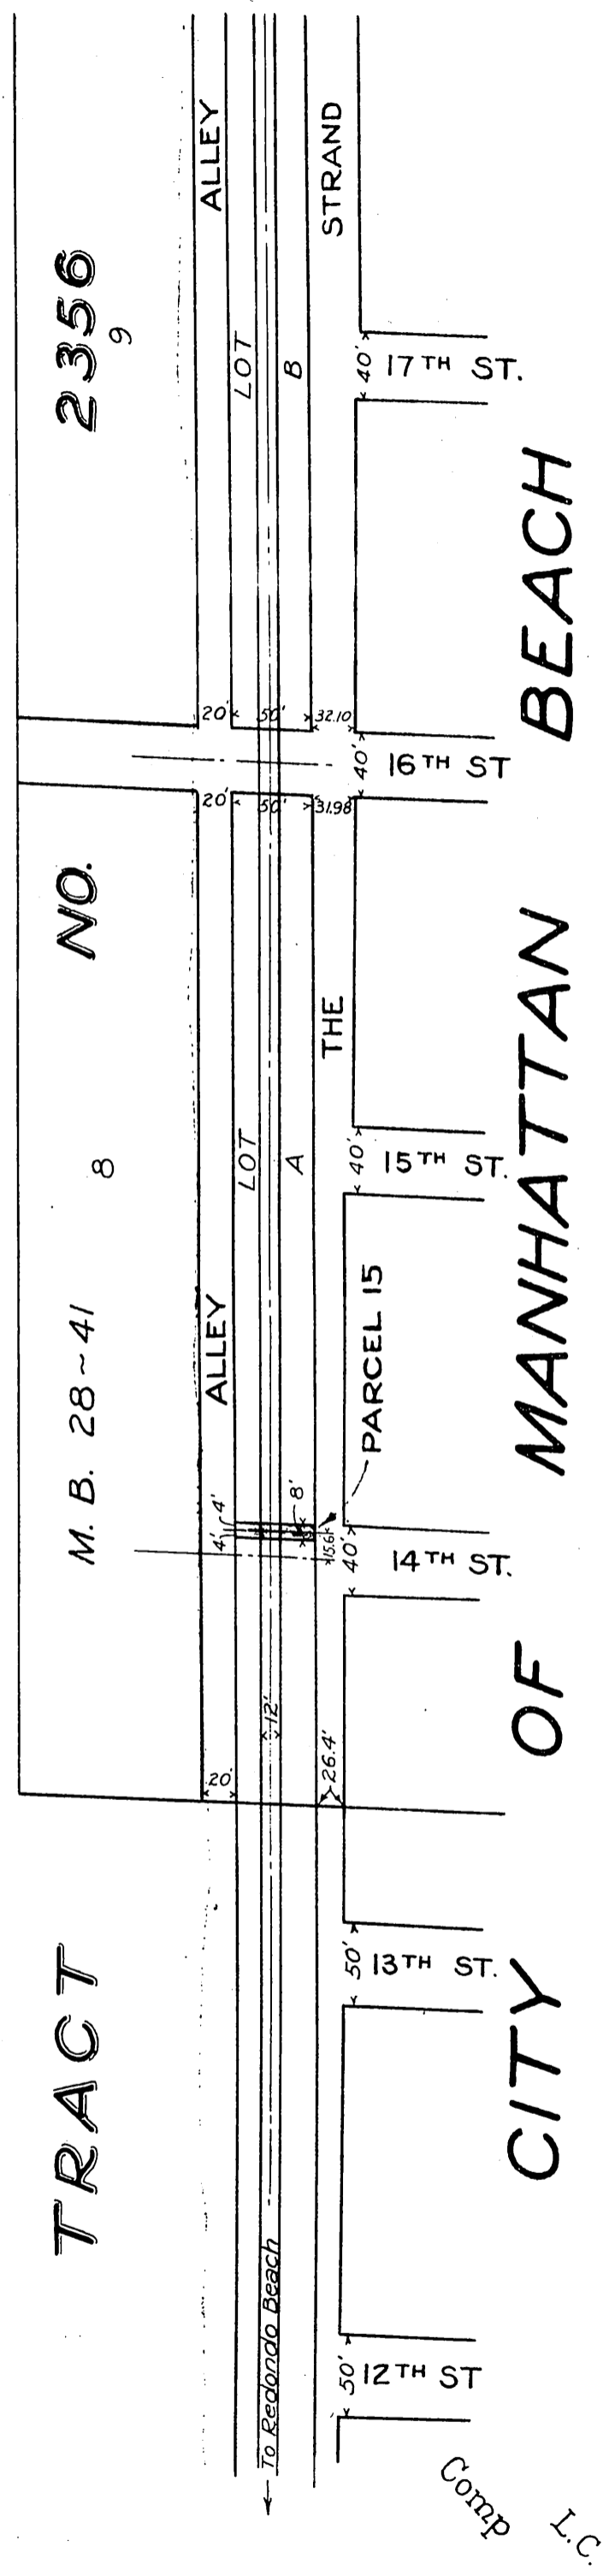 TRACT NO. 2356
M. B. 28~41
8
9
ALLEY
ALLEY
LOT A
LOT B
THE STRAND
20'
50'
32.10
20'
50'
31.98
40'
17TH ST.
40'
16TH ST
40'
15TH ST.
PARCEL 15
4'
4'
8'
15.6
40'
14TH ST.
12'
20'
26.4'
50'
13TH ST.
50'
12TH ST
To Redondo Beach
CITY OF MANHATTAN BEACH
Comp L.C.